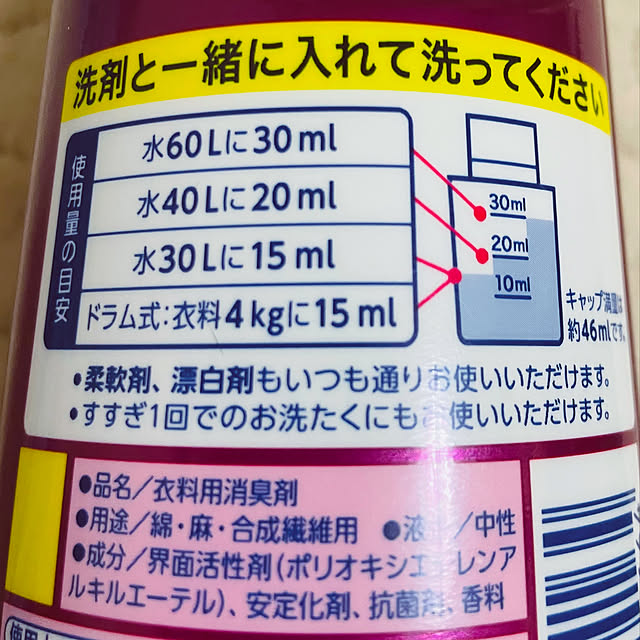 洗剤と一緒に入れて洗ってください
使用量の目安
水60Lに30ml
水40Lに20ml
水30Lに15ml
ドラム式:衣料4kgに15ml
30ml
20ml
10ml
キャップ満量は
約46mlです。
•柔軟剤、漂白剤もいつも通りお使いいただけます。
•すすぎ1回でのお洗たくにもお使いいただけます。
●品名/衣料用消臭剤
●用途/綿・麻・合成繊維用 ●液 /中性
●成分/界面活性剤(ポリオキシエ レンア
ルキルエーテル)、安定化剤、抗菌剤、香料